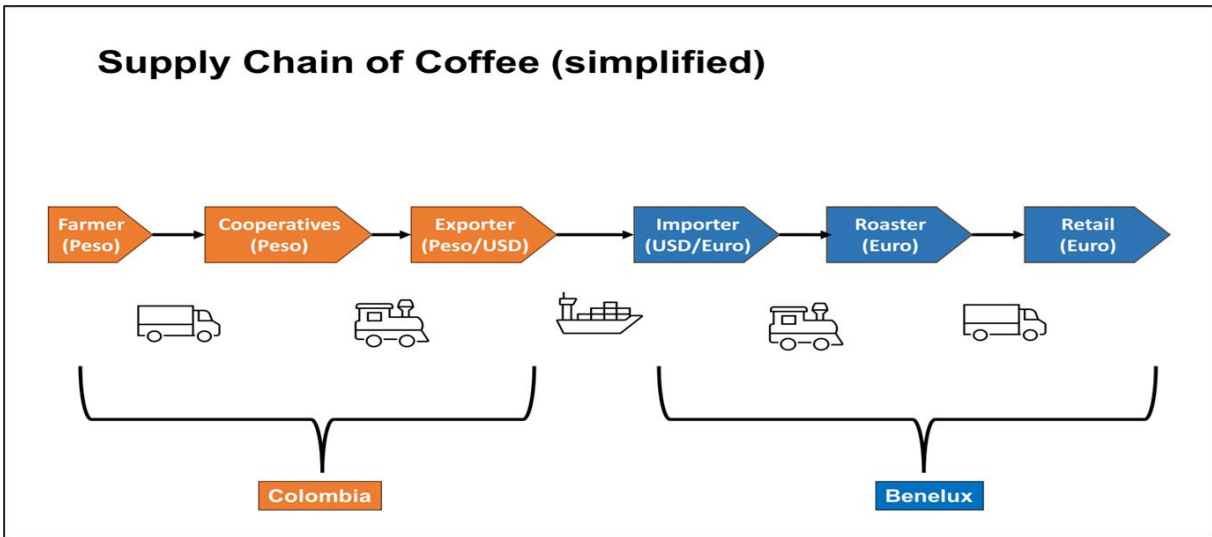 Supply Chain of Coffee (simplified)
Farmer
(Peso)
Cooperatives
(Peso)
Exporter
(Peso/USD)
Importer
(USD/Euro)
Roaster
(Euro)
Retail
(Euro)
Colombia
Benelux